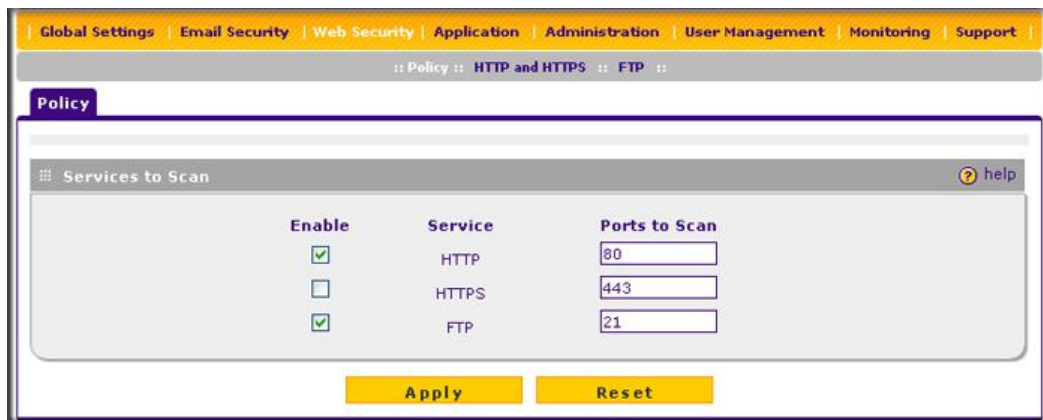 | Global Settings | Email Security | Web Security | Application | Administration | User Management | Monitoring | Support |
:: Policy :: HTTP and HTTPS :: FTP ::
Policy
Services to Scan ? help
Enable Service Ports to Scan
HTTP 80
HTTPS 443
FTP 21
Apply Reset